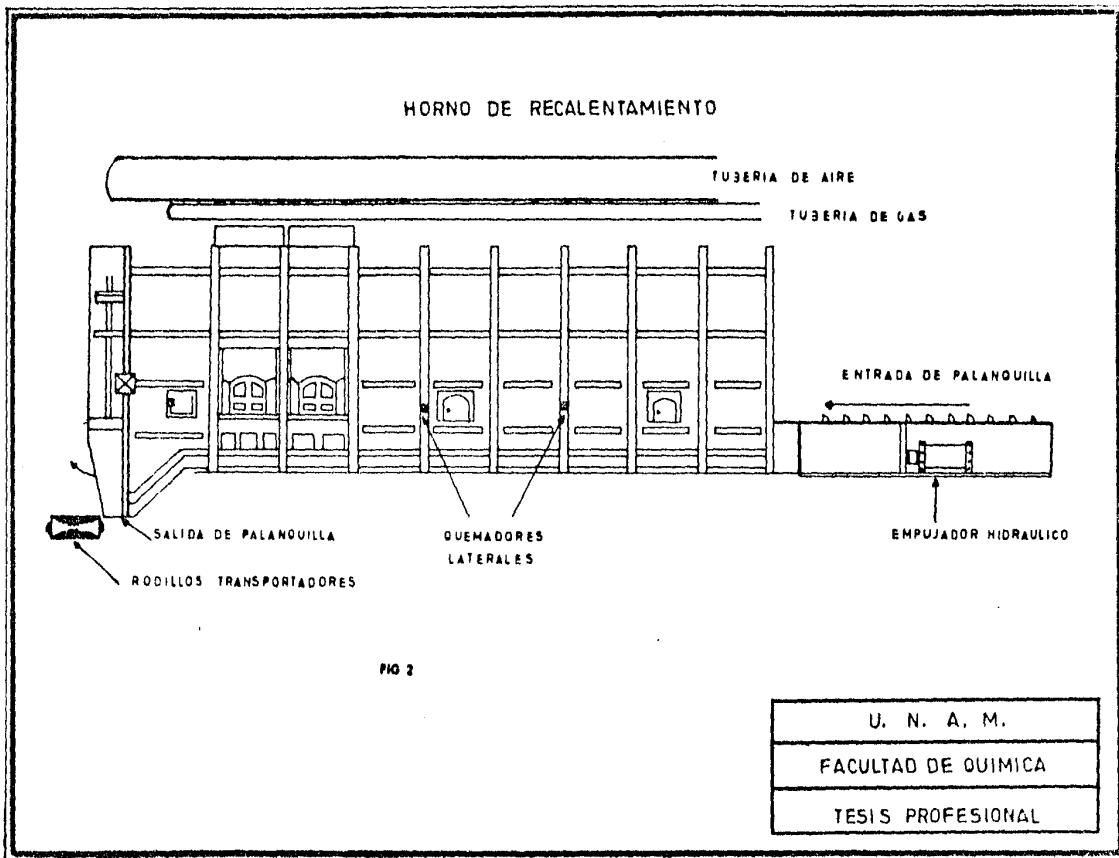 HORNO DE RECALENTAMIENTO
TUBERIA DE AIRE
TUBERIA DE GAS
ENTRADA DE PALANQUILLA
SALIDA DE PALANQUILLA
QUEMADORES
LATERALES
EMPUJADOR HIDRAULICO
RODILLOS TRANSPORTADORES
FIG 2
U. N. A. M.
FACULTAD DE QUIMICA
TESIS PROFESIONAL